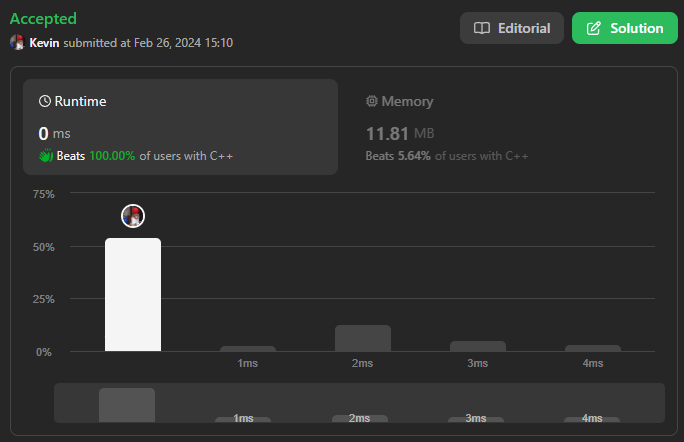 Accepted
Kevin submitted at Feb 26, 2024 15:10
Editorial
Solution
Runtime
0 ms
Beats 100.00% of users with C++
Memory
11.81 MB
Beats 5.64% of users with C++
75%
50%
25%
0%
1ms 2ms 3ms 4ms
1ms 2ms 3ms 4ms